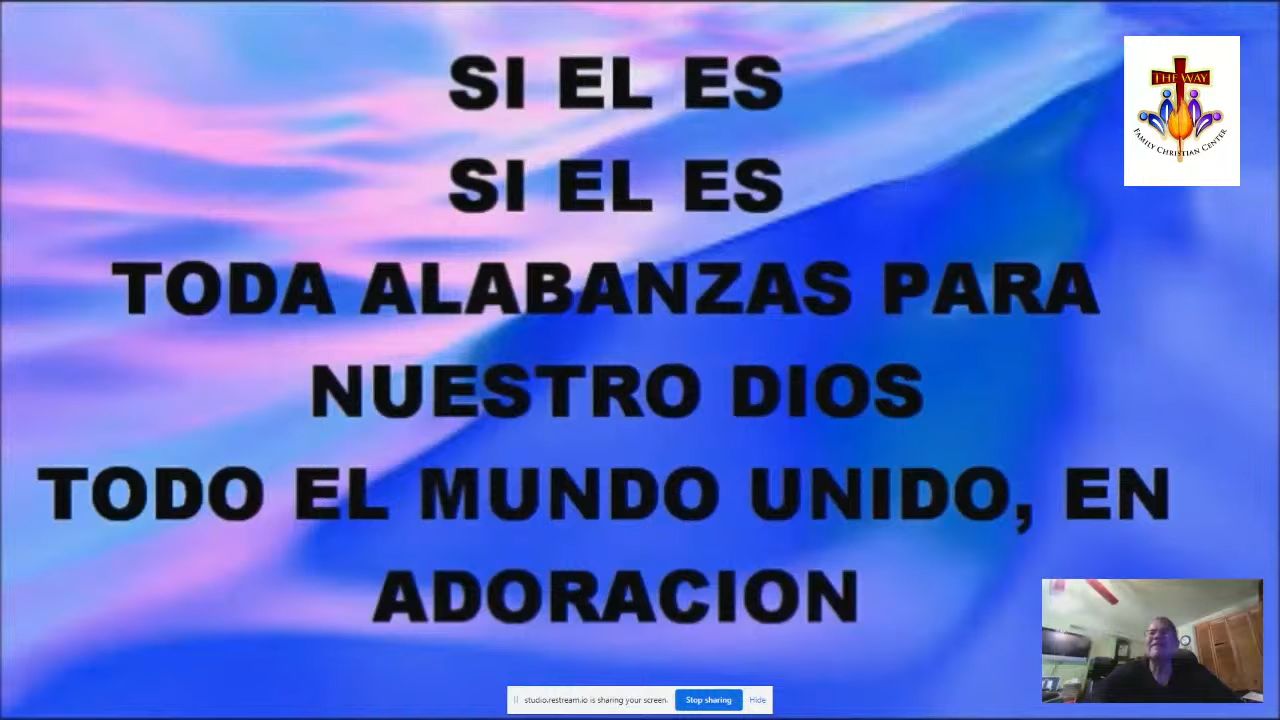 SI EL ES
SI EL ES
TODA ALABANZAS PARA
NUESTRO DIOS
TODO EL MUNDO UNIDO, EN
ADORACION
THE WAY
FAMILY CHRISTIAN CENTER
studio.restream.io is sharing your screen. Stop sharing Hide